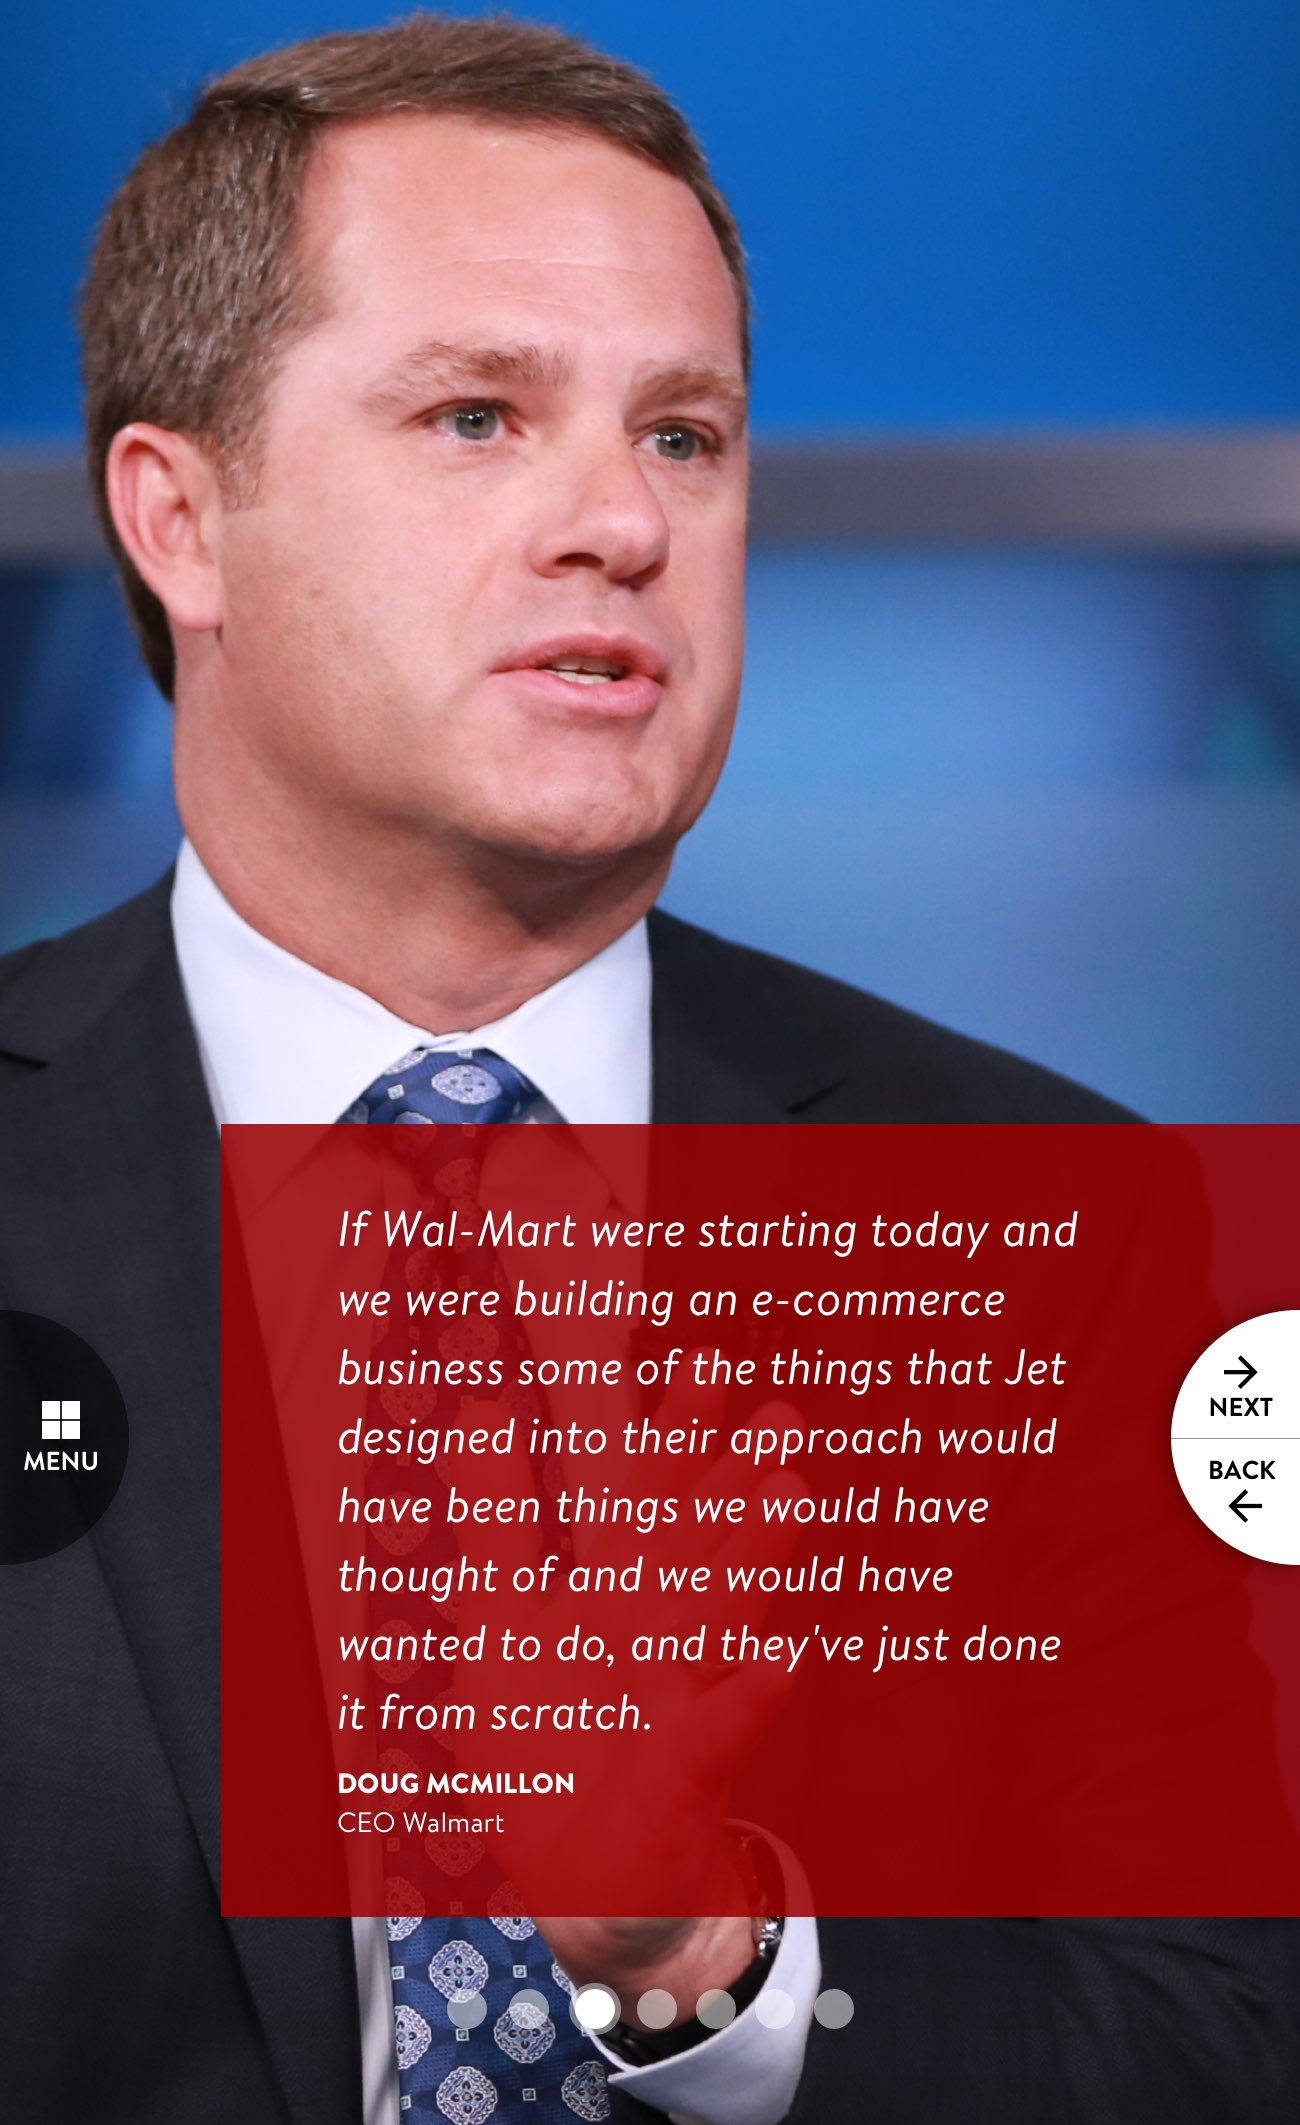 If Wal-Mart were starting today and
we were building an e-commerce
business some of the things that Jet
designed into their approach would
have been things we would have
thought of and we would have
wanted to do, and they've just done
it from scratch.
DOUG MCMILLON
CEO Walmart
MENU
NEXT
BACK